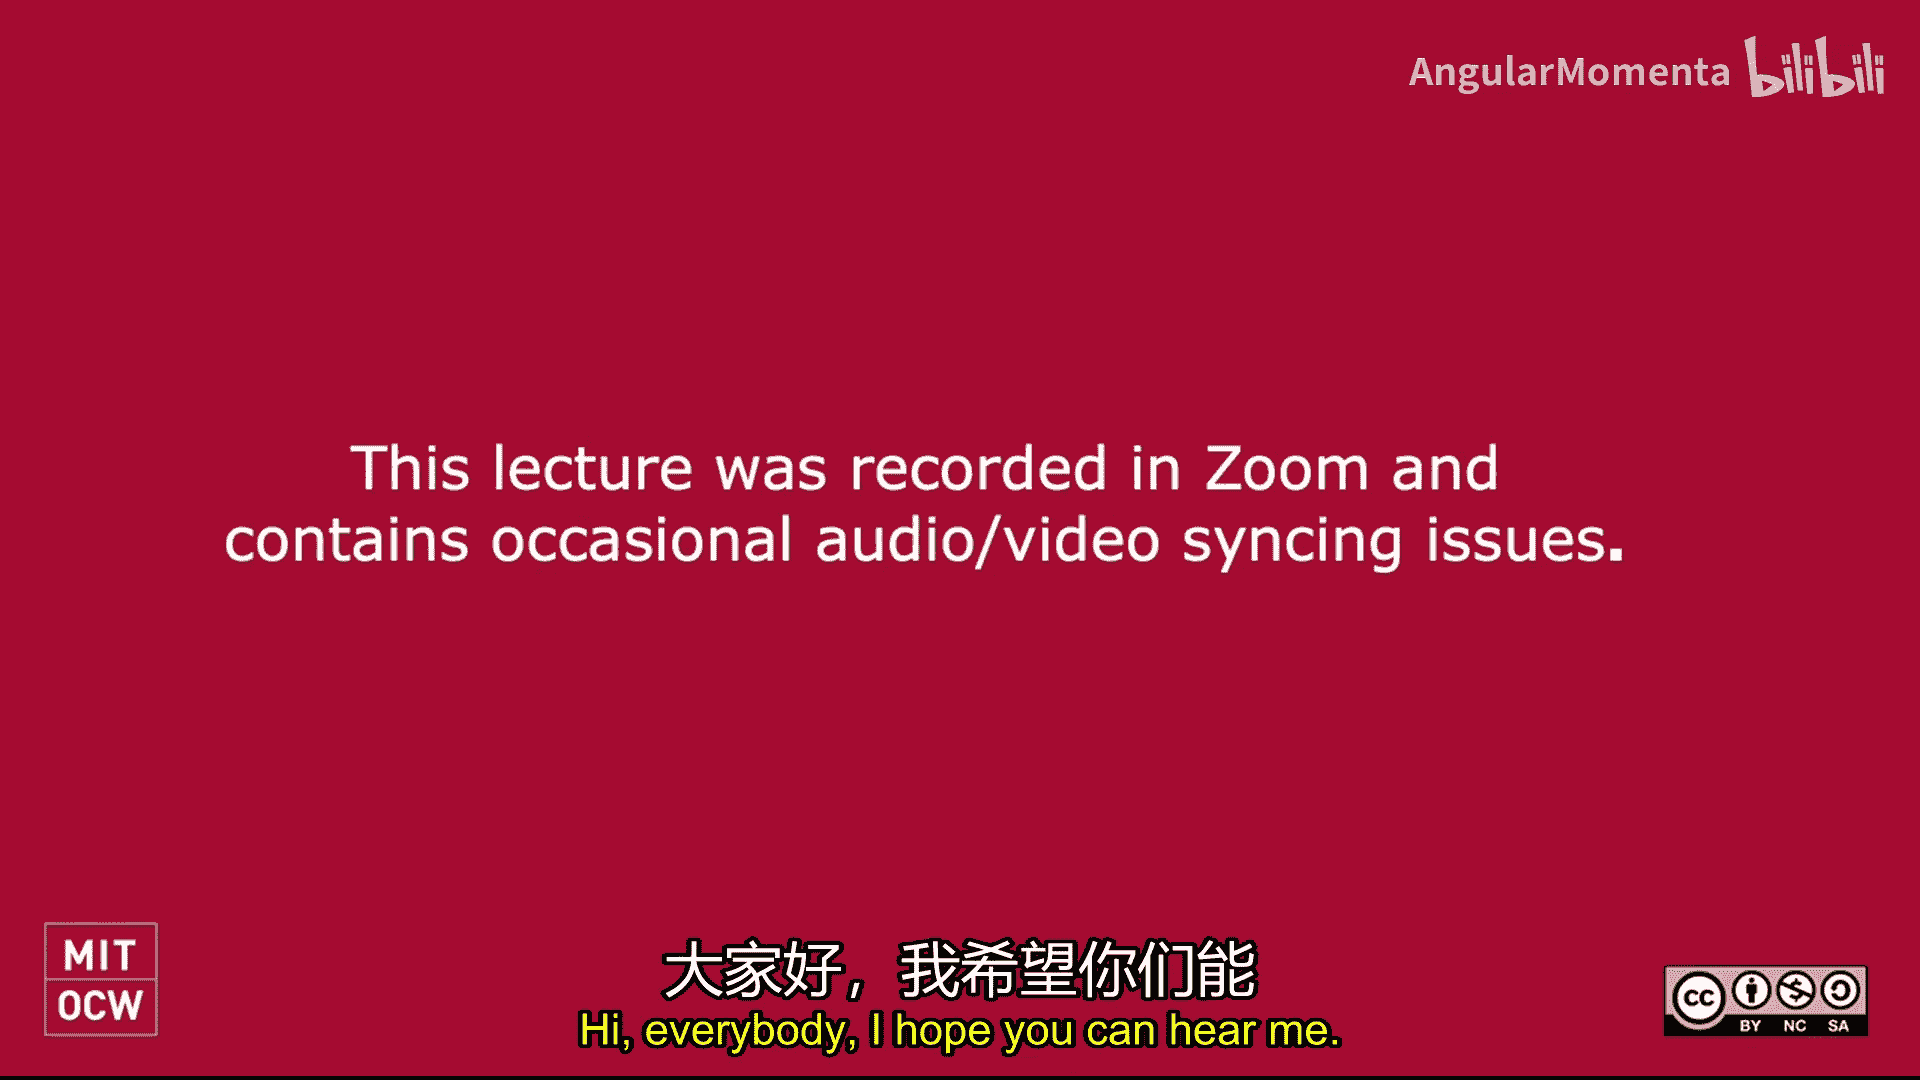 AngularMomenta bilibili
This lecture was recorded in Zoom and
contains occasional audio/video syncing issues.
MIT
OCW
大家好，我希望你们能
Hi, everybody, I hope you can hear me.
cc
BY NC SA